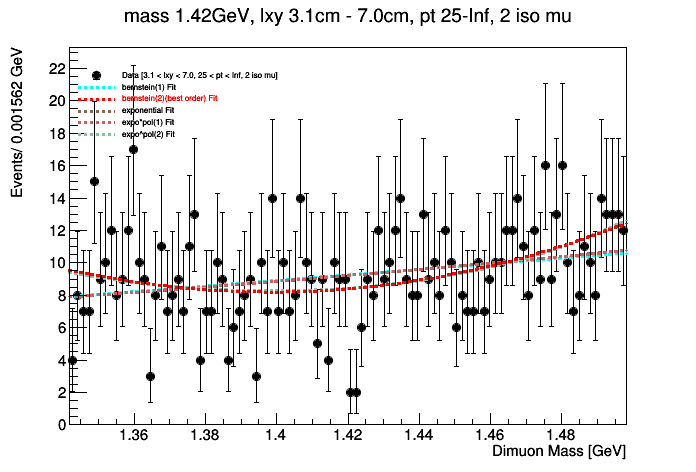 mass 1.42GeV, lxy 3.1cm - 7.0cm, pt 25-Inf, 2 iso mu
Events/ 0.001562 GeV
Data [3.1 < lxy < 7.0, 25 < pt < Inf, 2 iso mu]
bernstein(1) Fit
bernstein(2)(best order) Fit
exponential Fit
expo*pol(1) Fit
expo*pol(2) Fit
22
20
18
16
14
12
10
8
6
4
2
0
1.36 1.38 1.4 1.42 1.44 1.46 1.48
Dimuon Mass [GeV]